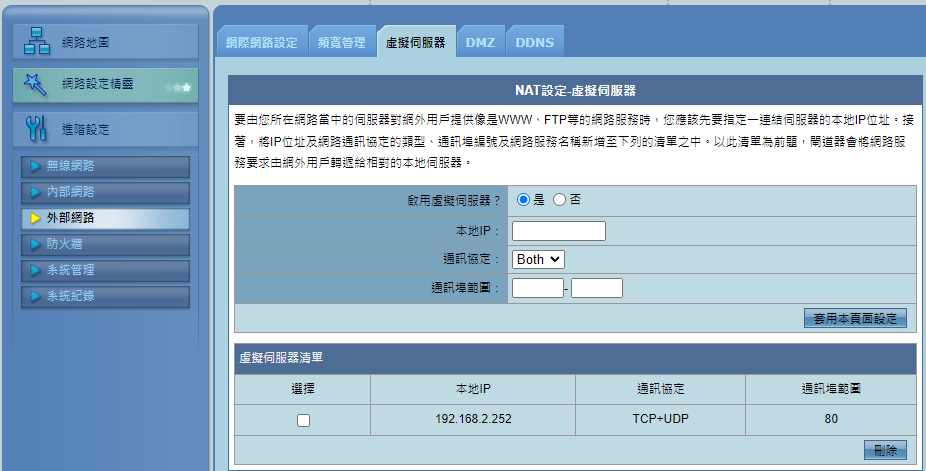 網路地圖
網路設定精靈
進階設定
無線網路
內部網路
外部網路
防火牆
系統管理
系統紀錄
網際網路設定 頻寬管理 虛擬伺服器 DMZ DDNS
NAT設定-虛擬伺服器
要由您所在網路當中的伺服器對網外用戶提供像是WWW、FTP等的網路服務時，您應該先要指定一連結伺服器的本地IP位址。接
著，將IP位址及網路通訊協定的類型、通訊埠編號及網路服務名稱新增至下列的清單之中。以此清單為前題，閘道器會將網路服
務要求由網外用戶轉遞給相對的本地伺服器。
啟用虛擬伺服器？ 是 否
本地IP：
通訊協定： Both
通訊埠範圍： -
套用本頁面設定
虛擬伺服器清單
選擇 本地IP 通訊協定 通訊埠範圍
192.168.2.252 TCP+UDP 80
刪除